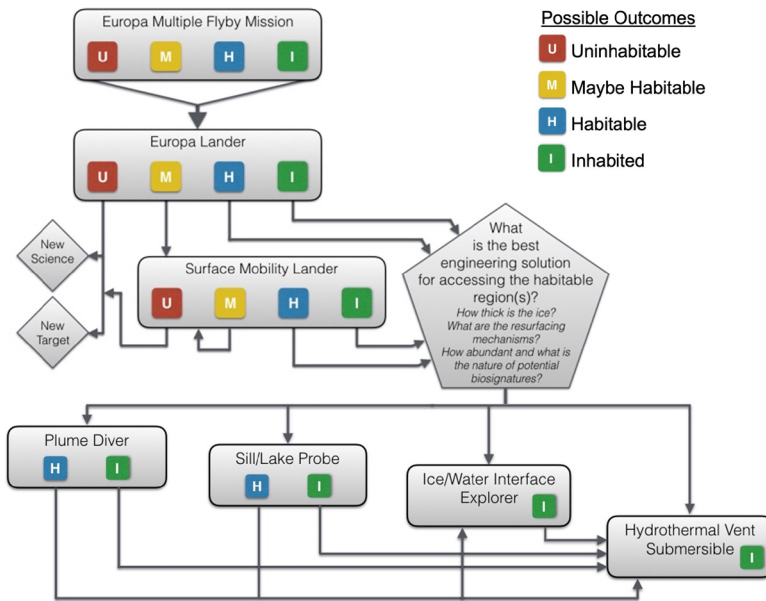 Europa Multiple Flyby Mission
U M H I
Possible Outcomes
U Uninhabitable
M Maybe Habitable
H Habitable
I Inhabited
Europa Lander
U M H I
New
Science
New
Target
Surface Mobility Lander
U M H I
What
is the best
engineering solution
for accessing the habitable
region(s)?
How thick is the ice?
What are the resurfacing
mechanisms?
How abundant and what is
the nature of potential
biosignatures?
Plume Diver
H I
Sill/Lake Probe
H I
Ice/Water Interface
Explorer
I
Hydrothermal Vent
Submersible
I